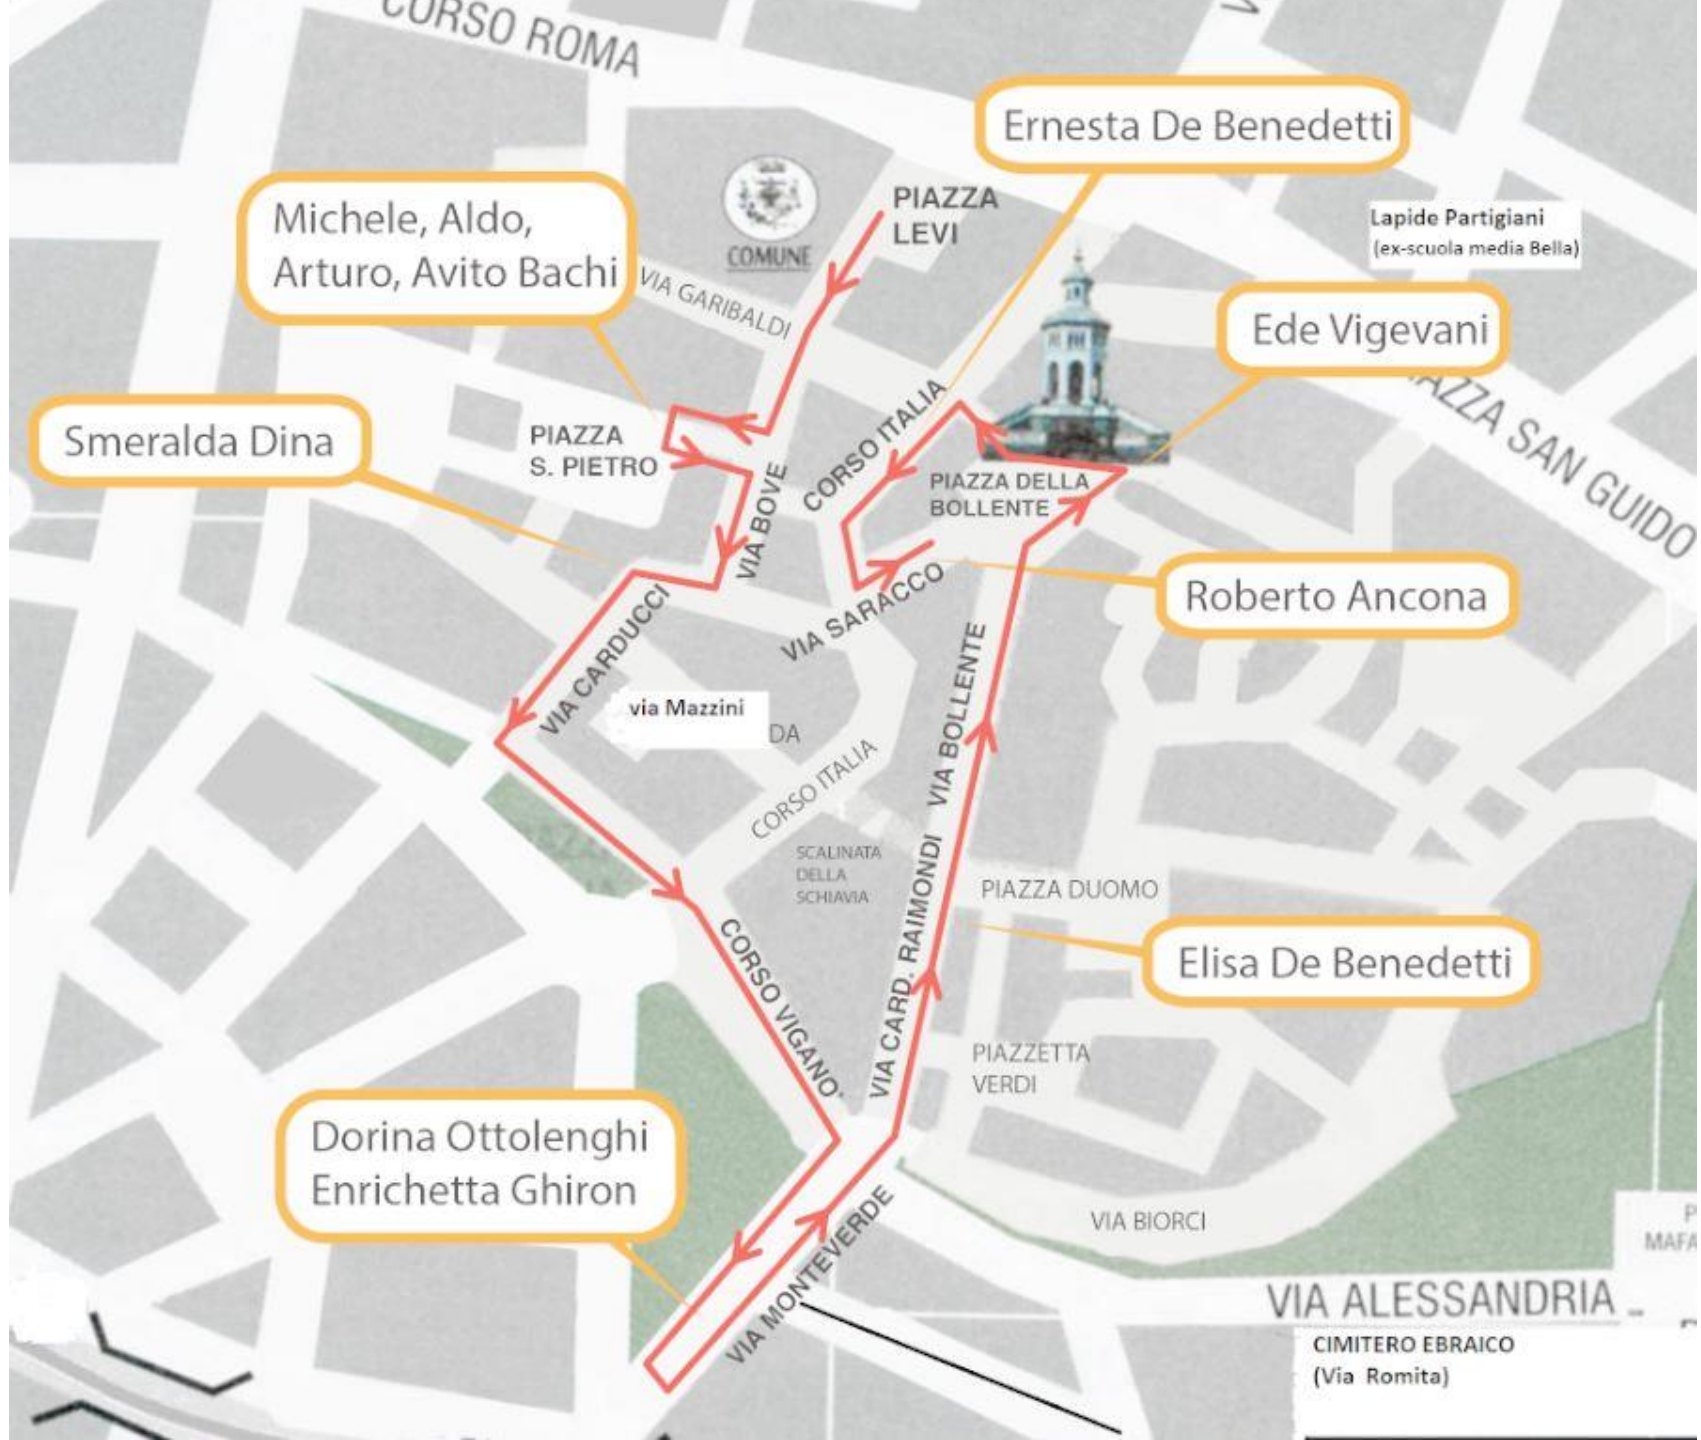 CORSO ROMA
Ernesta De Benedetti
PIAZZA
LEVI
COMUNE
Lapide Partigiani
(ex-scuola media Bella)
Michele, Aldo,
Arturo, Avito Bachi
VIA GARIBALDI
Ede Vigevani
AZZA SAN GUIDO
Smeralda Dina
PIAZZA
S. PIETRO
CORSO ITALIA
PIAZZA DELLA
BOLLENTE
VIA BOVE
VIA SARACCO
Roberto Ancona
VIA CARDUCCI
via Mazzini
DA
CORSO ITALIA
VIA BOLLENTE
SCALINATA
DELLA
SCHIAVIA
PIAZZA DUOMO
VIA CARD. RAIMONDI
Elisa De Benedetti
CORSO VIGANO'
PIAZZETTA
VERDI
Dorina Ottolenghi
Enrichetta Ghiron
VIA MONTEVERDE
VIA BIORCI
P
MAFA
VIA ALESSANDRIA
CIMITERO EBRAICO
(Via Romita)